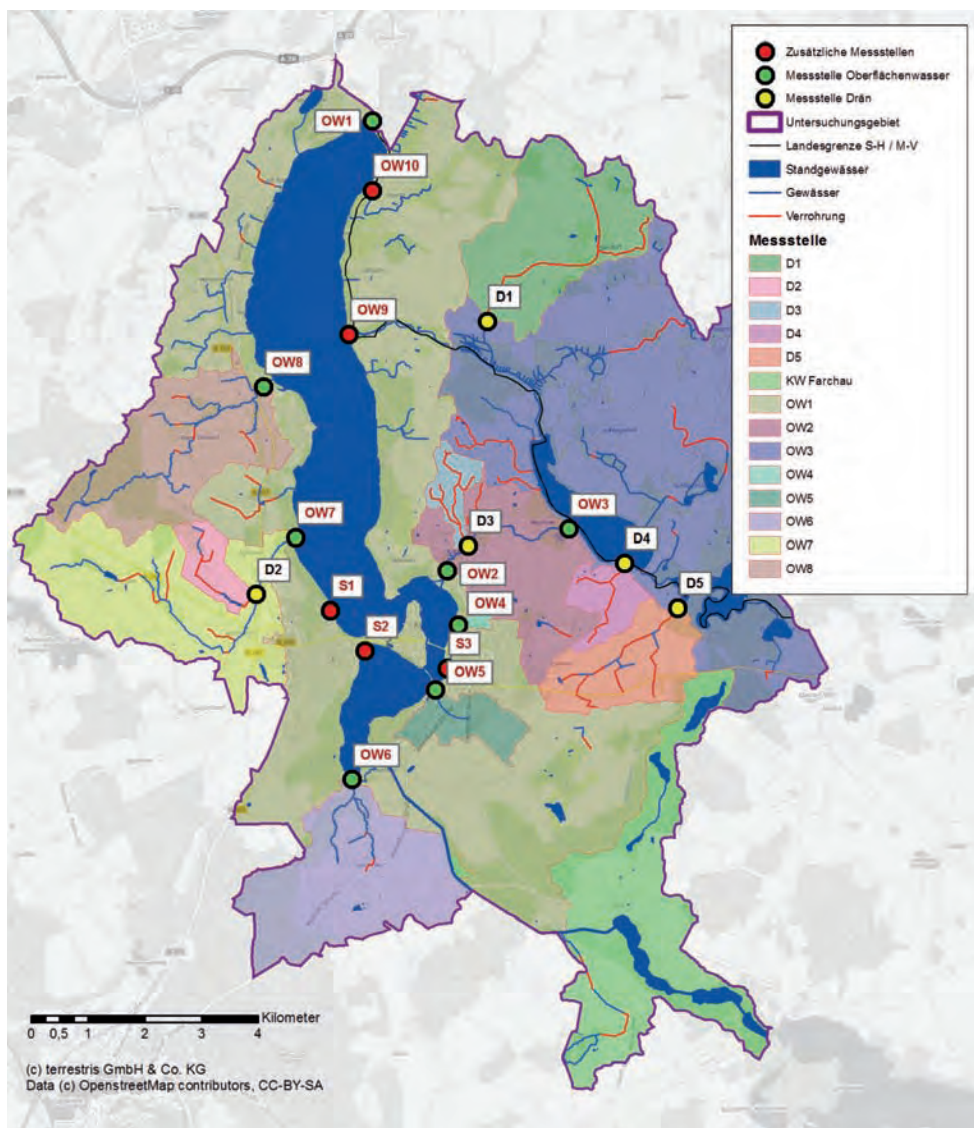 OW1
OW10
D1
OW9
OW8
OW3
OW7
D3
D4
D2
OW2
D5
S1
OW4
S2
S3
OW5
OW6
Zusätzliche Messstellen
Messstelle Oberflächenwasser
Messstelle Drän
Untersuchungsgebiet
Landesgrenze S-H / M-V
Standgewässer
Gewässer
Verrohrung
Messstelle
D1
D2
D3
D4
D5
KW Farchau
OW1
OW2
OW3
OW4
OW5
OW6
OW7
OW8
Kilometer
0 0,5 1 2 3 4
(c) terrestris GmbH & Co. KG
Data (c) OpenstreetMap contributors, CC-BY-SA